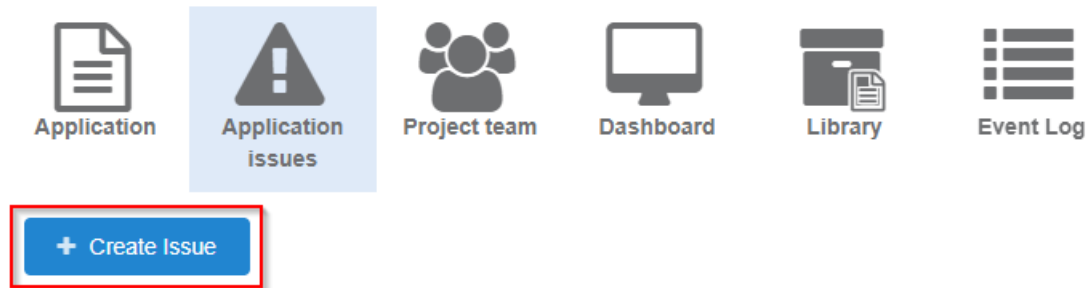 Application
Application
issues
Project team
Dashboard
Library
Event Log
+ Create Issue